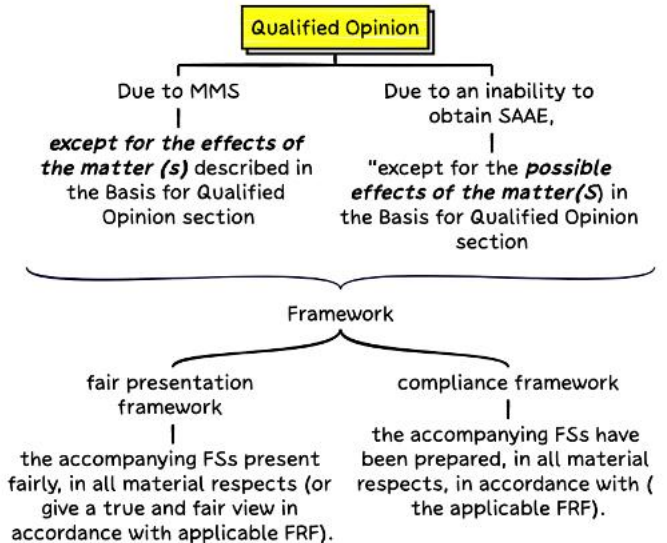 Qualified Opinion
Due to MMS
except for the effects of
the matter (s) described in
the Basis for Qualified
Opinion section
Due to an inability to
obtain SAAE,
"except for the possible
effects of the matter(S) in
the Basis for Qualified Opinion
section
Framework
fair presentation
framework
the accompanying FSs present
fairly, in all material respects (or
give a true and fair view in
accordance with applicable FRF).
compliance framework
the accompanying FSs have
been prepared, in all material
respects, in accordance with (
the applicable FRF).